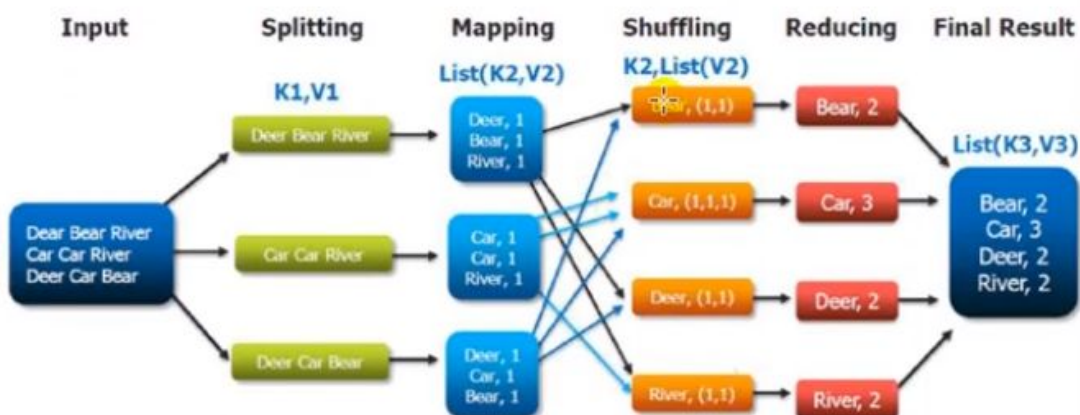 Input
Splitting
Mapping
Shuffling
Reducing
Final Result
K1,V1
List(K2,V2)
K2,List(V2)
List(K3,V3)
Dear Bear River
Car Car River
Deer Car Bear
Deer Bear River
Car Car River
Deer Car Bear
Deer, 1
Bear, 1
River, 1
Car, 1
Car, 1
River, 1
Deer, 1
Car, 1
Bear, 1
(1,1)
Car, (1,1,1)
Deer, (1,1)
River, (1,1)
Bear, 2
Car, 3
Deer, 2
River, 2
Bear, 2
Car, 3
Deer, 2
River, 2